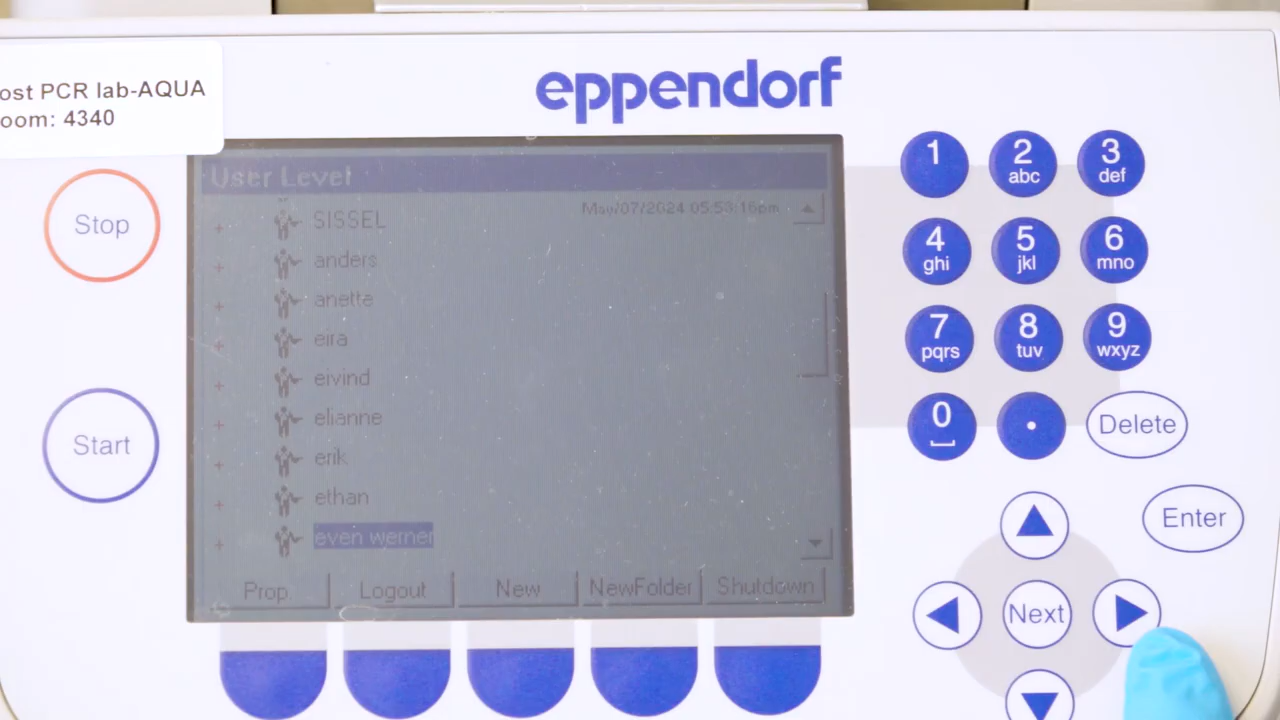 ost PCR lab-AQUA
oom: 4340
eppendorf
User Level
May/07/2024 05:53:16pm
SISSEL
anders
anette
eira
eivind
elianne
erik
ethan
even werner
Prop.
Logout
New
NewFolder
Shutdown
Stop
Start
1
2
abc
3
def
4
ghi
5
jkl
6
mno
7
pqrs
8
tuv
9
wxyz
0
Delete
Enter
Next